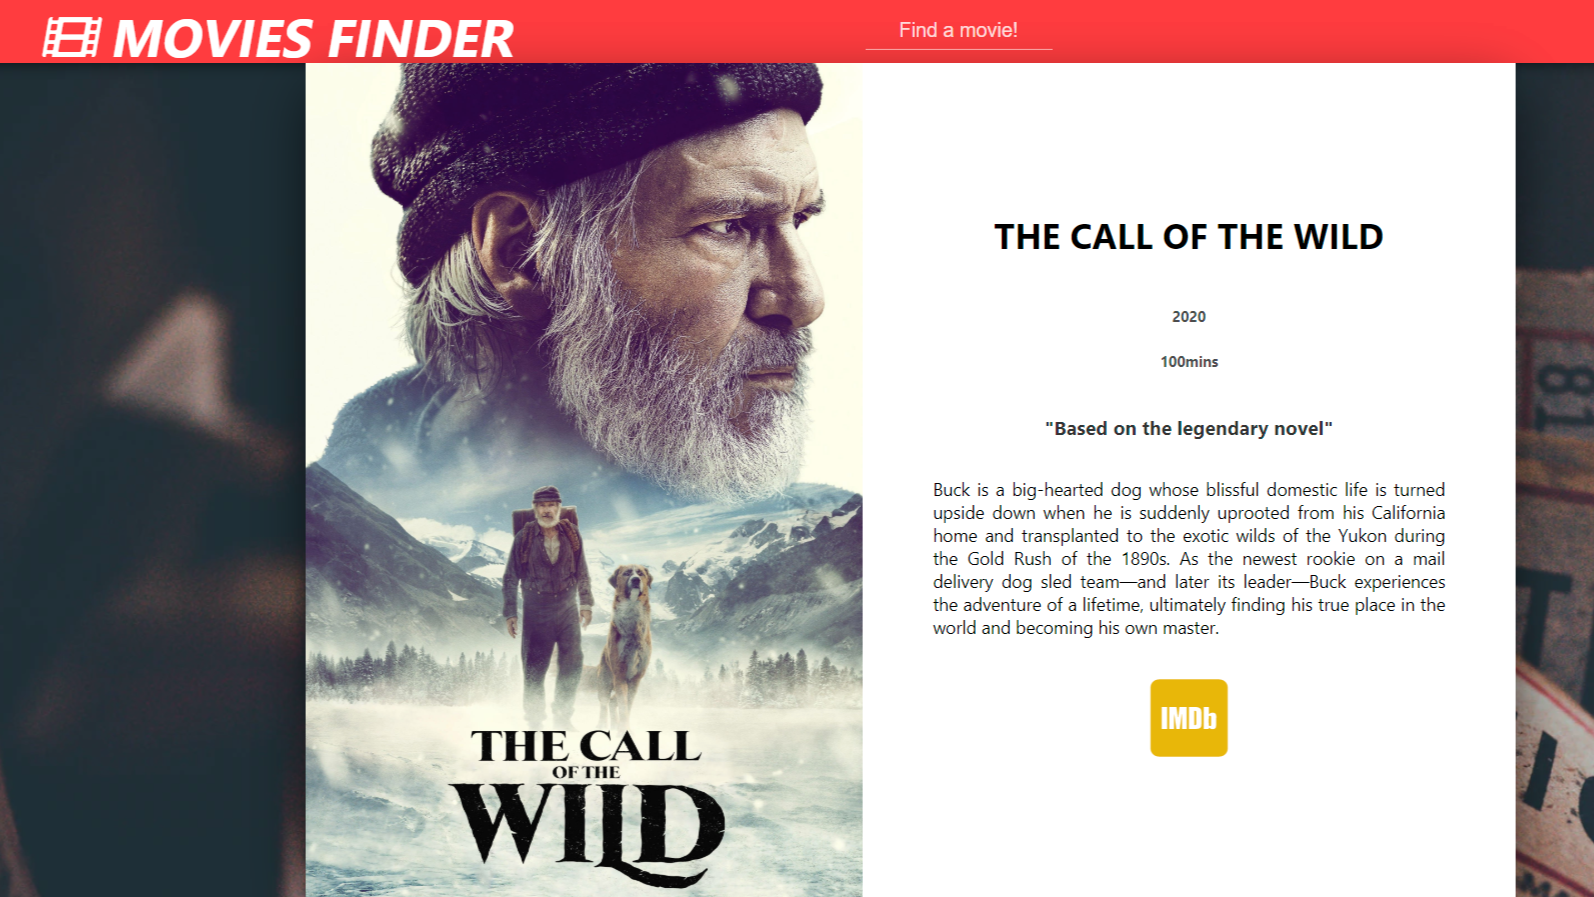 MOVIES FINDER
Find a movie!
THE CALL
OF THE
WILD
THE CALL OF THE WILD
2020
100mins
"Based on the legendary novel"
Buck is a big-hearted dog whose blissful domestic life is turned
upside down when he is suddenly uprooted from his California
home and transplanted to the exotic wilds of the Yukon during
the Gold Rush of the 1890s. As the newest rookie on a mail
delivery dog sled team—and later its leader—Buck experiences
the adventure of a lifetime, ultimately finding his true place in the
world and becoming his own master.
IMDb
18